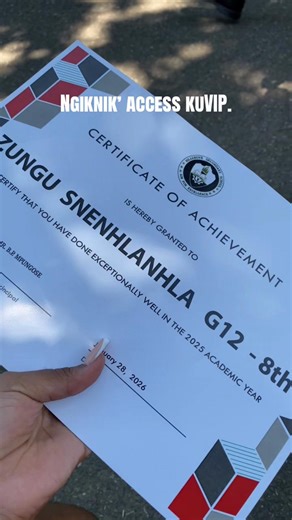 Ngiknik’ access kuVIP.
CERTIFICATE OF ACHIEVEMENT
IS HEREBY GRANTED TO
ZUNGU SNENHLANHLA G12 - 8th
CERTIFY THAT YOU HAVE DONE EXCEPTIONALLY WELL IN THE 2025 ACADEMIC YEAR
B.R MPUNGOSE
28, 2026